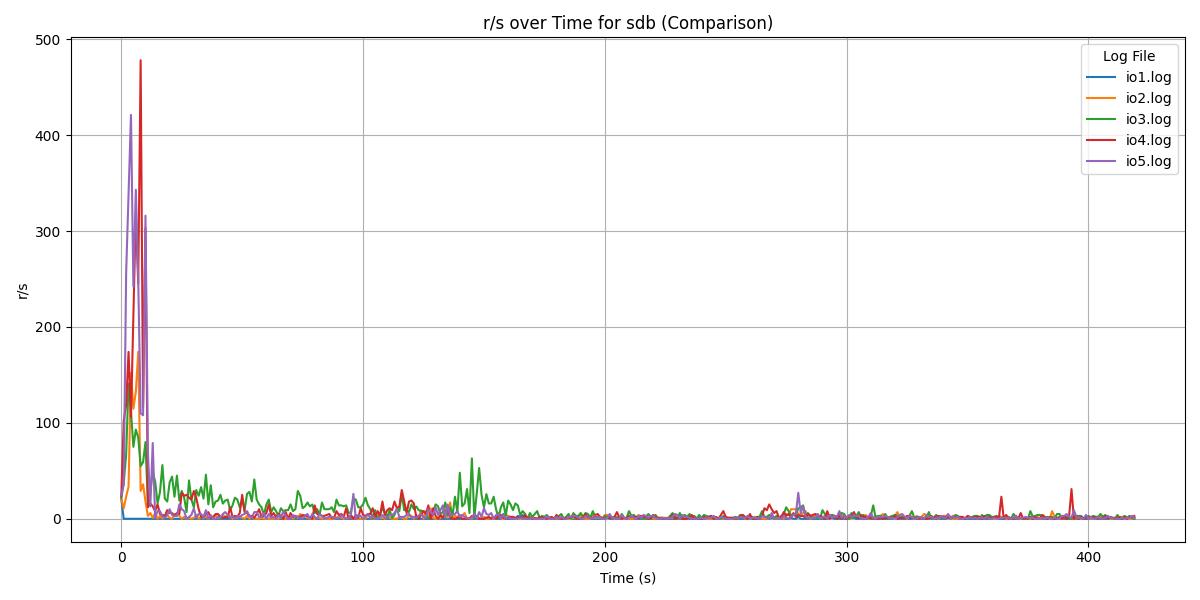 r/s over Time for sdb (Comparison)
500
400
300
200
100
0
r/s
0
100
200
300
400
Time (s)
Log File
io1.log
io2.log
io3.log
io4.log
io5.log